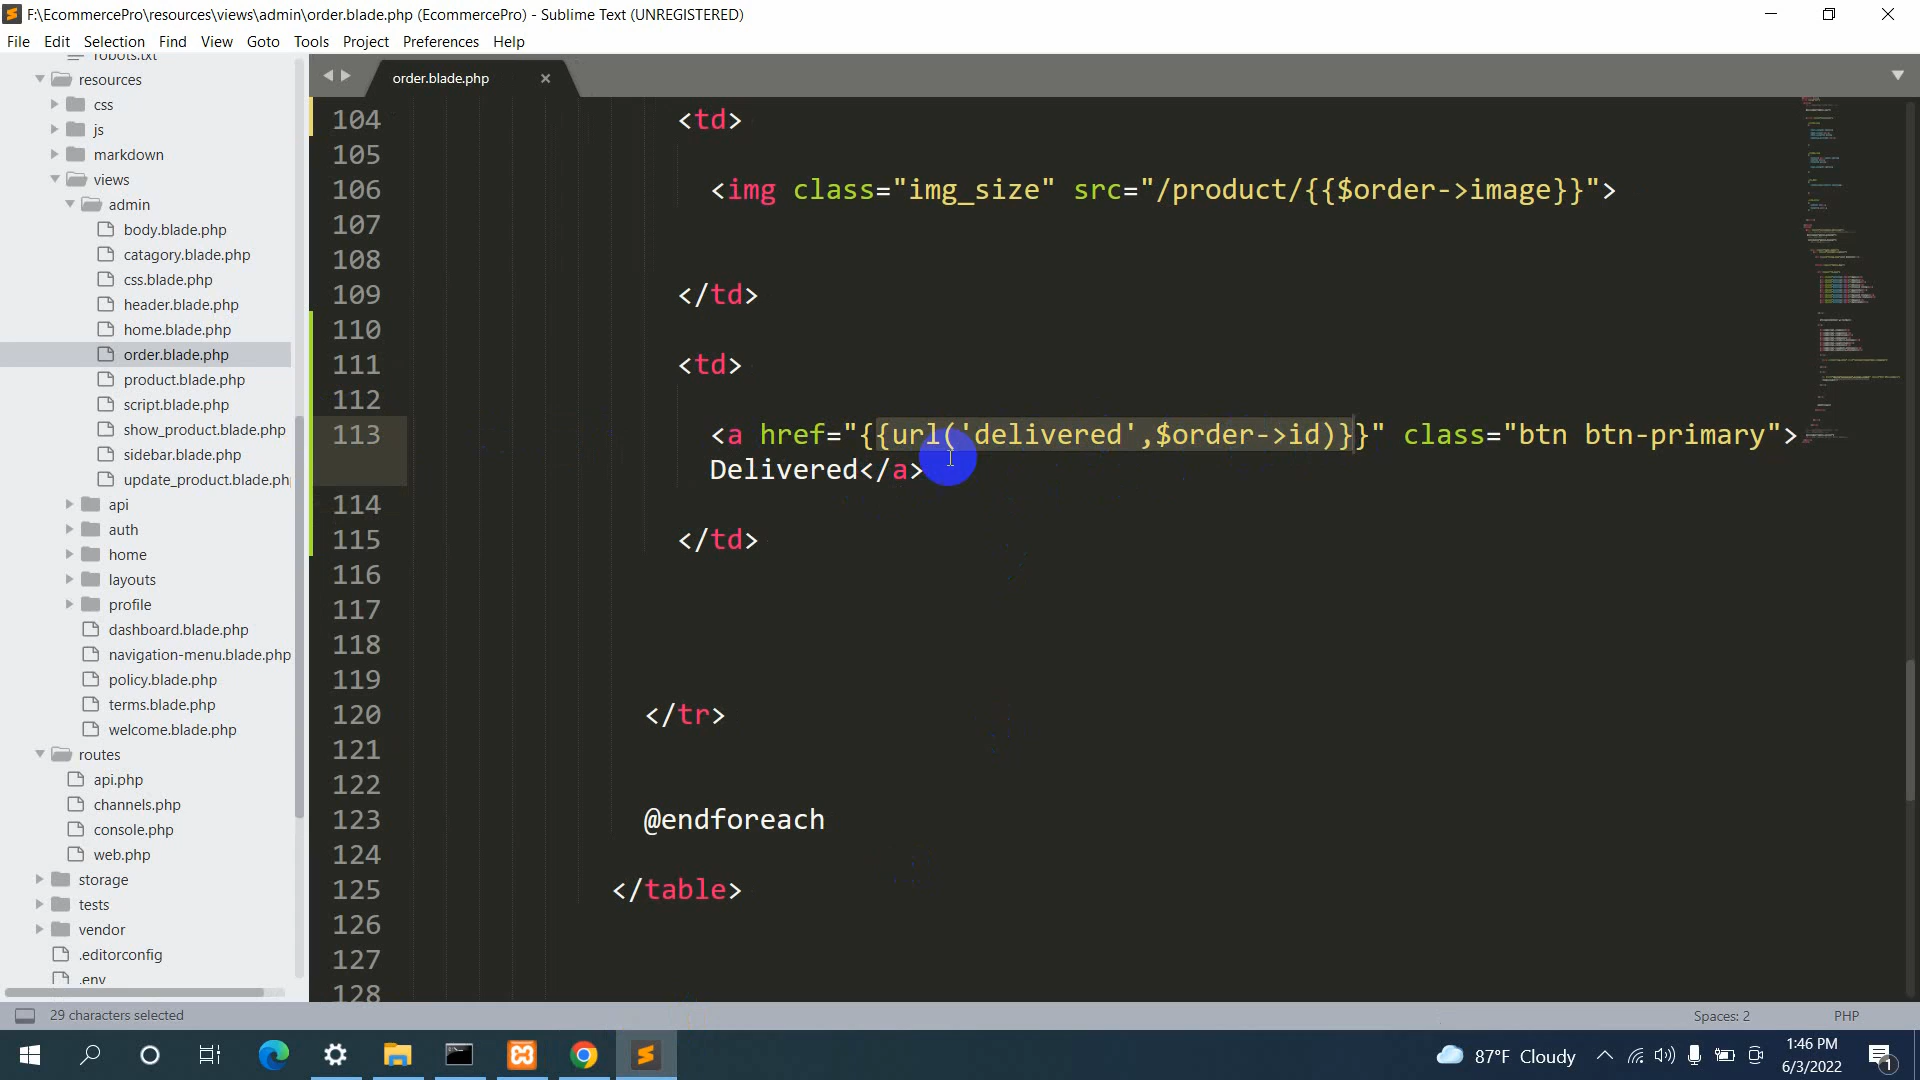 F:\EcommercePro\resources\views\admin\order.blade.php (EcommercePro) - Sublime Text (UNREGISTERED)
File Edit Selection Find View Goto Tools Project Preferences Help
robots.txt
resources
css
js
markdown
views
admin
body.blade.php
catagory.blade.php
css.blade.php
header.blade.php
home.blade.php
order.blade.php
product.blade.php
script.blade.php
show_product.blade.php
sidebar.blade.php
update_product.blade.ph
api
auth
home
layouts
profile
dashboard.blade.php
navigation-menu.blade.php
policy.blade.php
terms.blade.php
welcome.blade.php
routes
api.php
channels.php
console.php
web.php
storage
tests
vendor
.editorconfig
.env
order.blade.php ×
104 <td>
105
106 <img class="img_size" src="/product/{{$order->image}}">
107
108
109 </td>
110
111 <td>
112
113 <a href="{{url('delivered',$order->id)}}" class="btn btn-primary">
Delivered</a>
114
115 </td>
116
117
118
119
120 </tr>
121
122
123 @endforeach
124
125 </table>
126
127
128
29 characters selected
Spaces: 2 PHP
87°F Cloudy
1:46 PM
6/3/2022
1